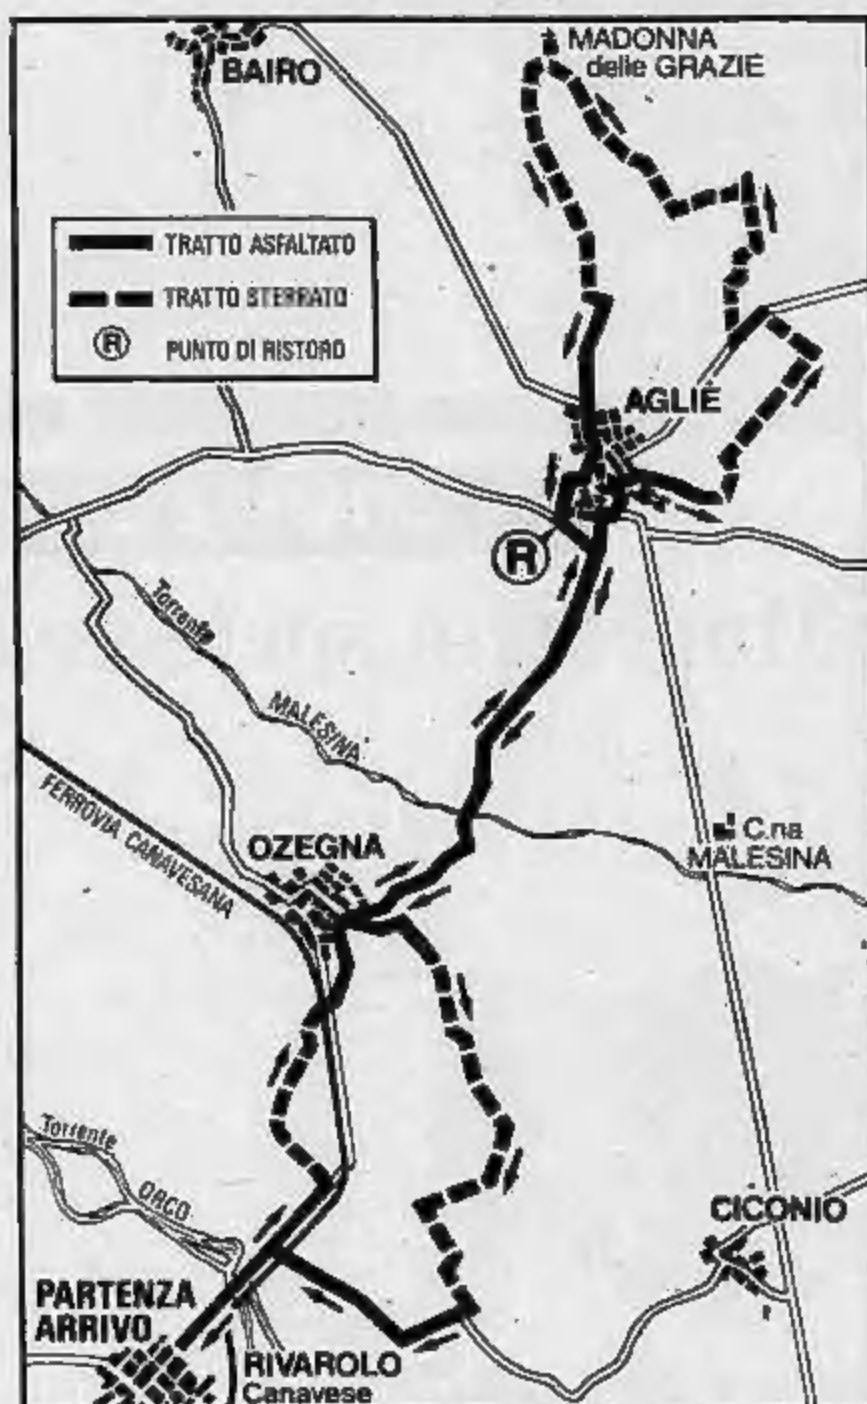 BAIRO
MADONNA
delle GRAZIE
TRATTO ASFALTATO
TRATTO STERRATO
R PUNTO DI RISTORO
AGLIE
R
Torrente
MALESINA
FERROVIA CANAVESANA
OZEGNA
C.na
MALESINA
Torrente
ORCO
CICONIO
PARTENZA
ARRIVO
RIVAROLO
Canavese